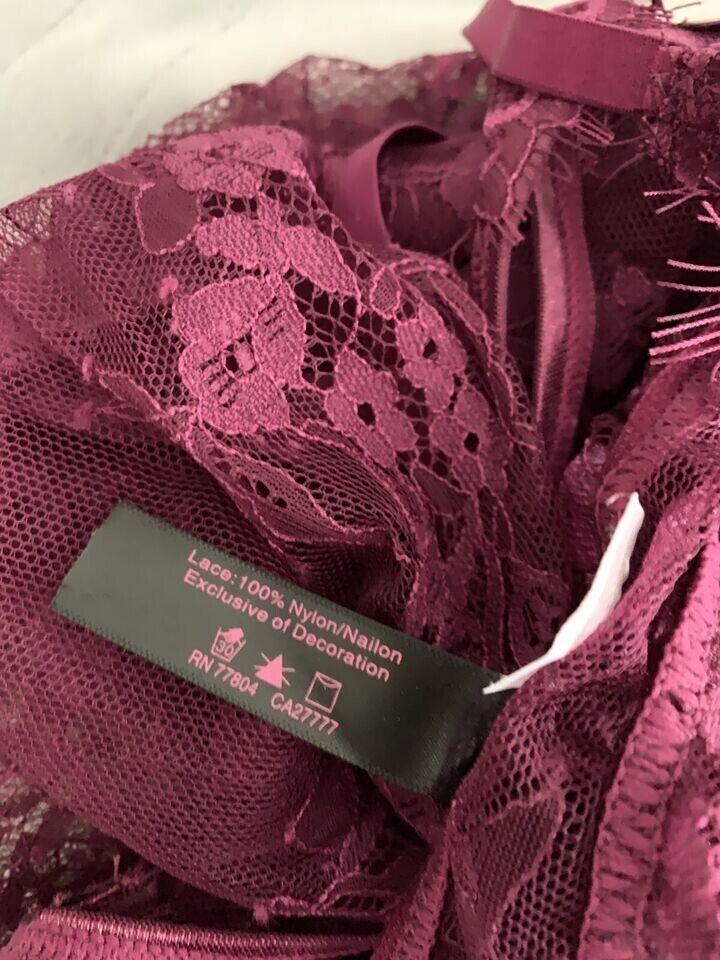 Lace:100% Nylon/Nailon
Exclusive of Decoration
30
RN 77804 CA27777